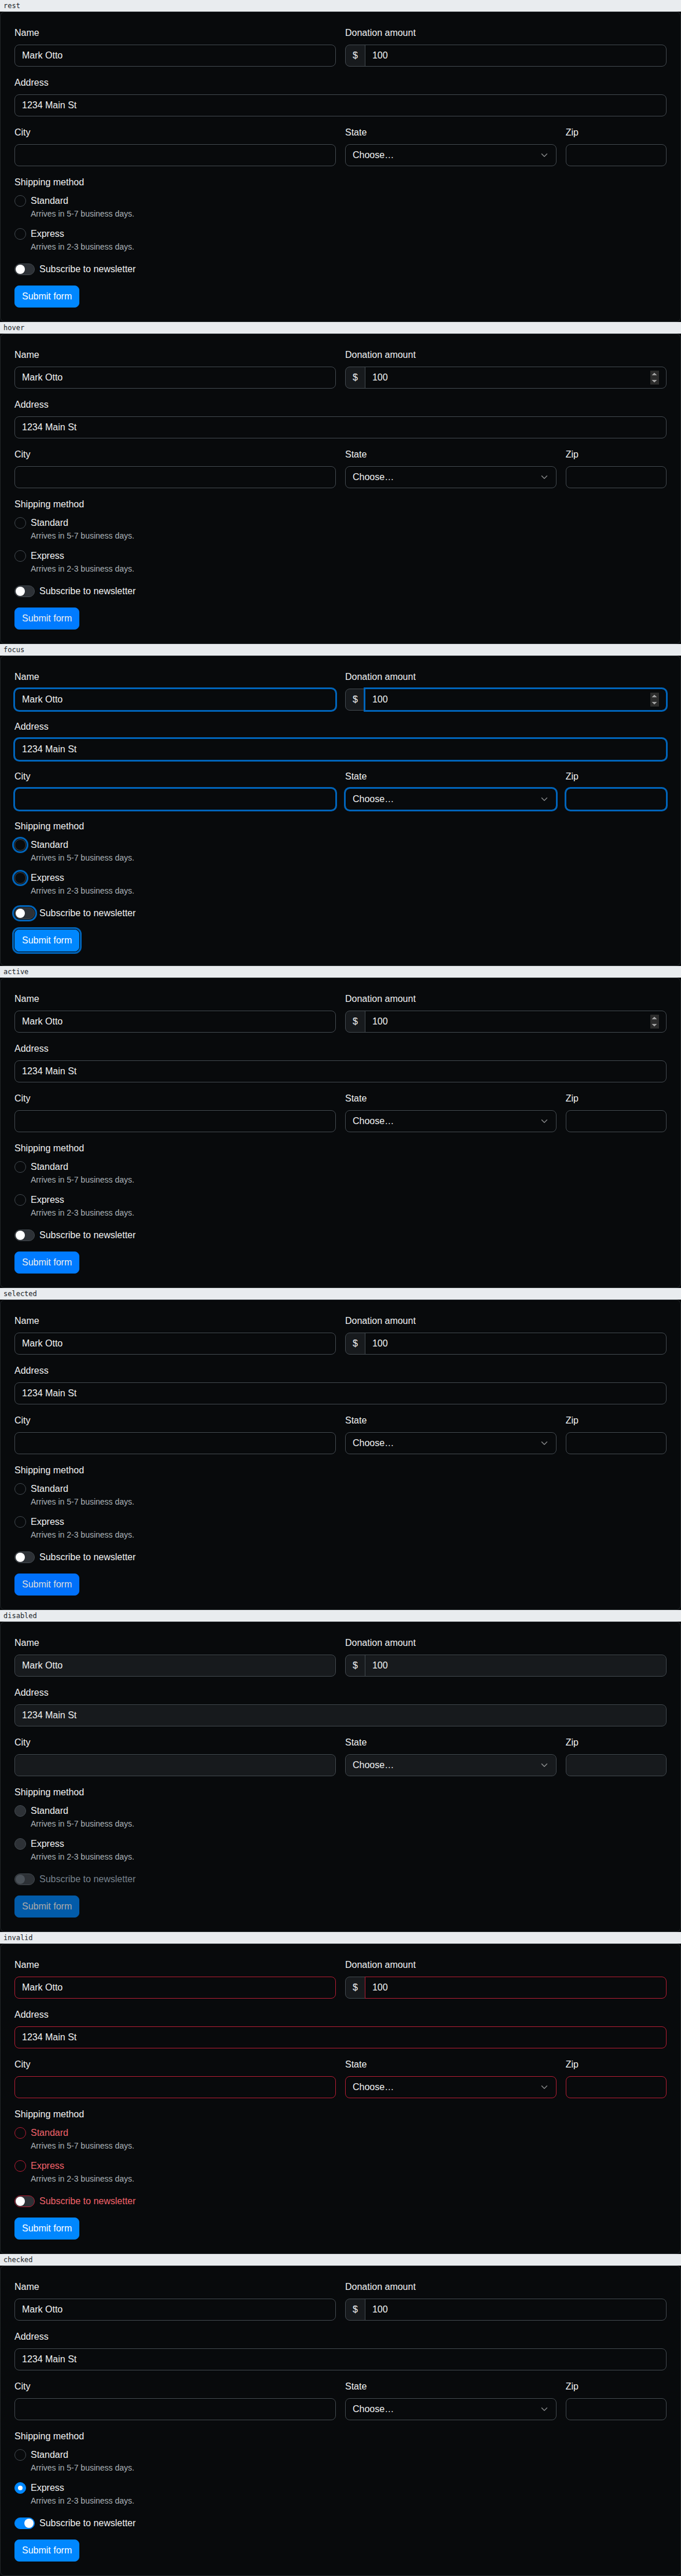 rest
Name Donation amount
Mark Otto $ 100
Address
1234 Main St
City State Zip
Choose...
Shipping method
Standard
Arrives in 5-7 business days.
Express
Arrives in 2-3 business days.
Subscribe to newsletter
Submit form
hover
Name Donation amount
Mark Otto $ 100
Address
1234 Main St
City State Zip
Choose...
Shipping method
Standard
Arrives in 5-7 business days.
Express
Arrives in 2-3 business days.
Subscribe to newsletter
Submit form
focus
Name Donation amount
Mark Otto $ 100
Address
1234 Main St
City State Zip
Choose...
Shipping method
Standard
Arrives in 5-7 business days.
Express
Arrives in 2-3 business days.
Subscribe to newsletter
Submit form
active
Name Donation amount
Mark Otto $ 100
Address
1234 Main St
City State Zip
Choose...
Shipping method
Standard
Arrives in 5-7 business days.
Express
Arrives in 2-3 business days.
Subscribe to newsletter
Submit form
selected
Name Donation amount
Mark Otto $ 100
Address
1234 Main St
City State Zip
Choose...
Shipping method
Standard
Arrives in 5-7 business days.
Express
Arrives in 2-3 business days.
Subscribe to newsletter
Submit form
disabled
Name Donation amount
Mark Otto $ 100
Address
1234 Main St
City State Zip
Choose...
Shipping method
Standard
Arrives in 5-7 business days.
Express
Arrives in 2-3 business days.
Subscribe to newsletter
Submit form
invalid
Name Donation amount
Mark Otto $ 100
Address
1234 Main St
City State Zip
Choose...
Shipping method
Standard
Arrives in 5-7 business days.
Express
Arrives in 2-3 business days.
Subscribe to newsletter
Submit form
checked
Name Donation amount
Mark Otto $ 100
Address
1234 Main St
City State Zip
Choose...
Shipping method
Standard
Arrives in 5-7 business days.
Express
Arrives in 2-3 business days.
Subscribe to newsletter
Submit form